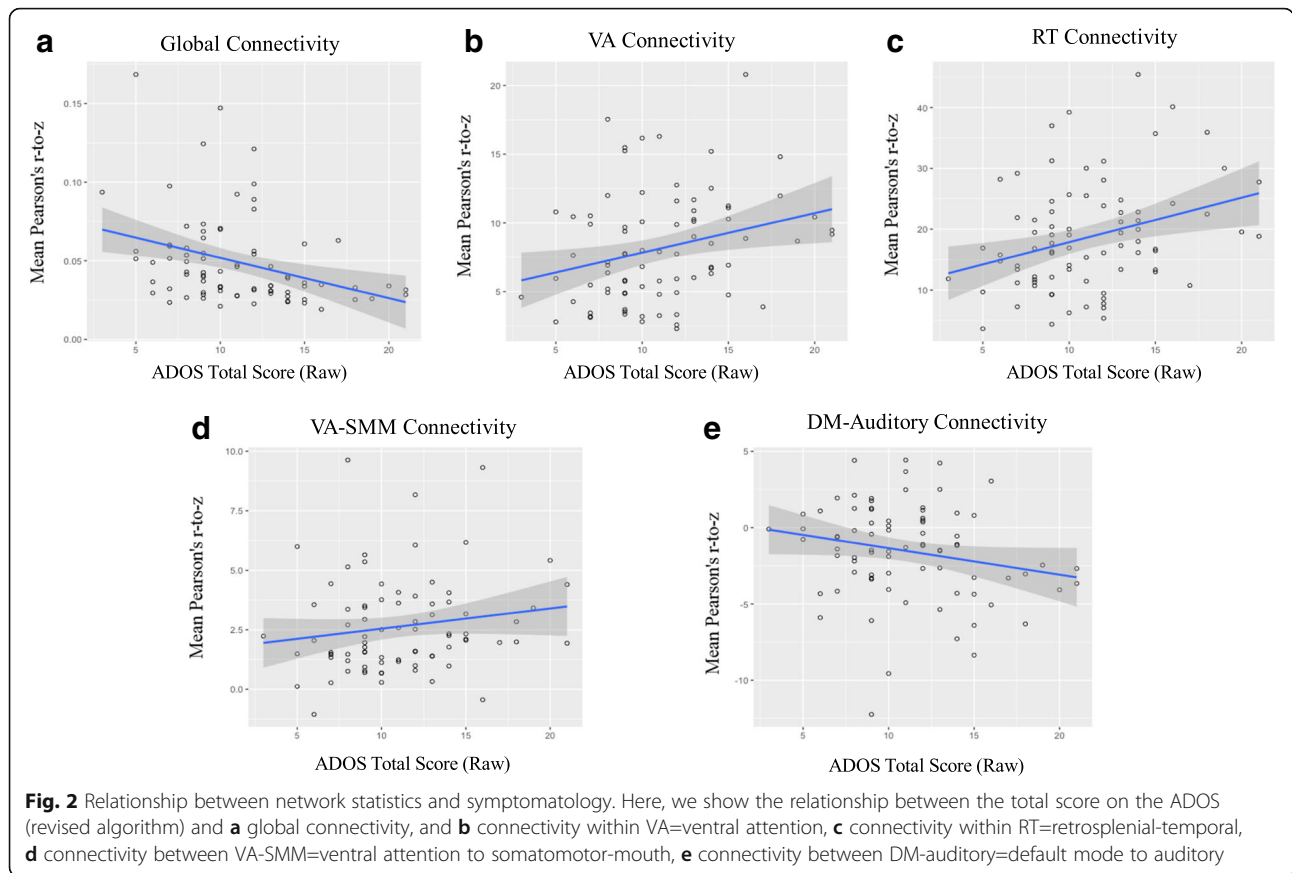 a
Global Connectivity
Mean Pearson's r-to-z
0.15
0.10
0.05
0.00
5 10 15 20
ADOS Total Score (Raw)
b
VA Connectivity
Mean Pearson's r-to-z
20
15
10
5
5 10 15 20
ADOS Total Score (Raw)
c
RT Connectivity
Mean Pearson's r-to-z
40
30
20
10
5 10 15 20
ADOS Total Score (Raw)
d
VA-SMM Connectivity
Mean Pearson's r-to-z
10.0
7.5
5.0
2.5
0.0
5 10 15 20
ADOS Total Score (Raw)
e
DM-Auditory Connectivity
Mean Pearson's r-to-z
5
0
-5
-10
5 10 15 20
ADOS Total Score (Raw)
Fig. 2 Relationship between network statistics and symptomatology. Here, we show the relationship between the total score on the ADOS
(revised algorithm) and a global connectivity, and b connectivity within VA=ventral attention, c connectivity within RT=retrosplenial-temporal,
d connectivity between VA-SMM=ventral attention to somatomotor-mouth, e connectivity between DM-auditory=default mode to auditory